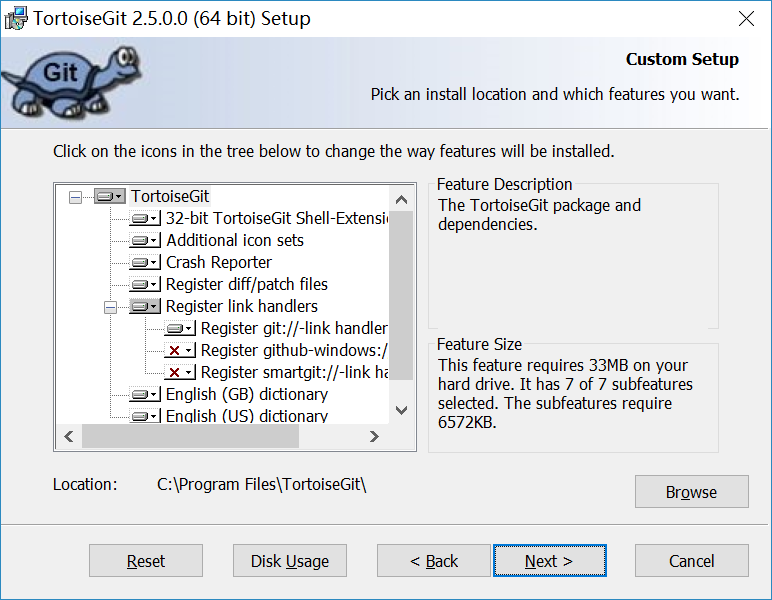 TortoiseGit 2.5.0.0 (64 bit) Setup
Git
Custom Setup
Pick an install location and which features you want.
Click on the icons in the tree below to change the way features will be installed.
TortoiseGit
32-bit TortoiseGit Shell-Extensi
Additional icon sets
Crash Reporter
Register diff/patch files
Register link handlers
Register git://-link handler
Register github-windows:/
Register smartgit://-link ha
English (GB) dictionary
English (US) dictionary
Feature Description
The TortoiseGit package and
dependencies.
Feature Size
This feature requires 33MB on your
hard drive. It has 7 of 7 subfeatures
selected. The subfeatures require
6572KB.
Location: C:\Program Files\TortoiseGit\
Browse
Reset Disk Usage < Back Next > Cancel